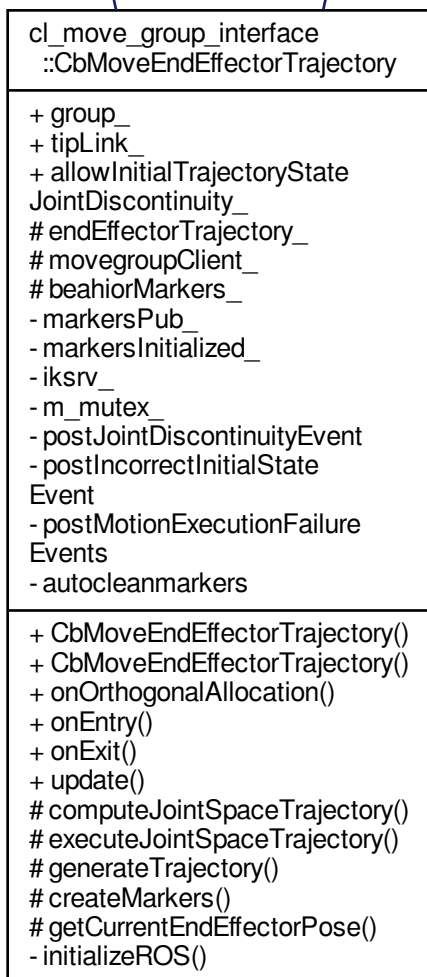 cl_move_group_interface
::CbMoveEndEffectorTrajectory
+ group_
+ tipLink_
+ allowInitialTrajectoryState
JointDiscontinuity_
# endEffectorTrajectory_
# movegroupClient_
# beahiorMarkers_
- markersPub_
- markersInitialized_
- iksrv_
- m_mutex_
- postJointDiscontinuityEvent
- postIncorrectInitialState
Event
- postMotionExecutionFailure
Events
- autocleanmarkers
+ CbMoveEndEffectorTrajectory()
+ CbMoveEndEffectorTrajectory()
+ onOrthogonalAllocation()
+ onEntry()
+ onExit()
+ update()
# computeJointSpaceTrajectory()
# executeJointSpaceTrajectory()
# generateTrajectory()
# createMarkers()
# getCurrentEndEffectorPose()
- initializeROS()